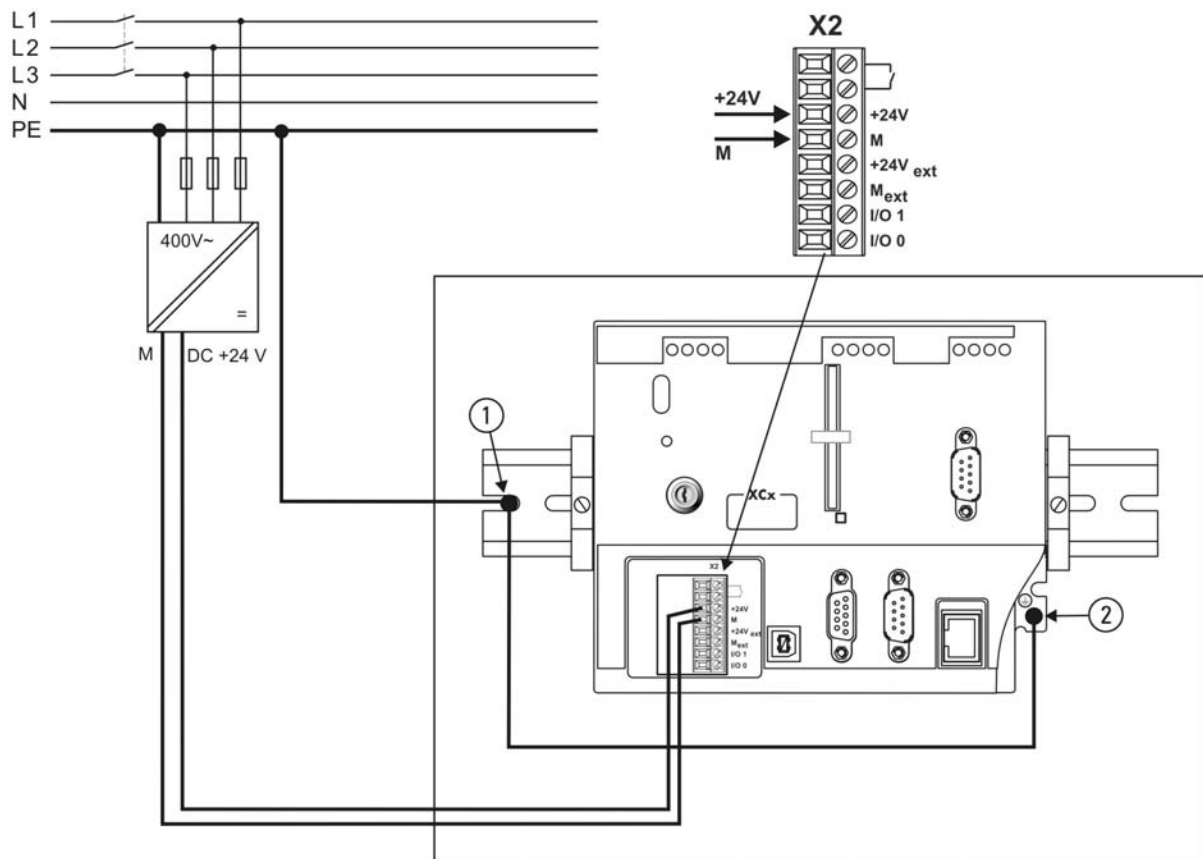 L1
L2
L3
N
PE
X2
+24V
M
+24V
M
+24V ext
Mext
I/O 1
I/O 0
400V~
=
M DC +24 V
1
XCx
X2
+24V
M
+24V ext
Mext
I/O 1
I/O 0
2